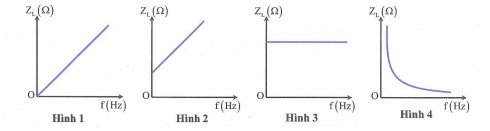 Z_L(Ω)
O
f(Hz)
Hình 1
Z_L(Ω)
O
f(Hz)
Hình 2
Z_L(Ω)
O
f(Hz)
Hình 3
Z_L(Ω)
O
f(Hz)
Hình 4